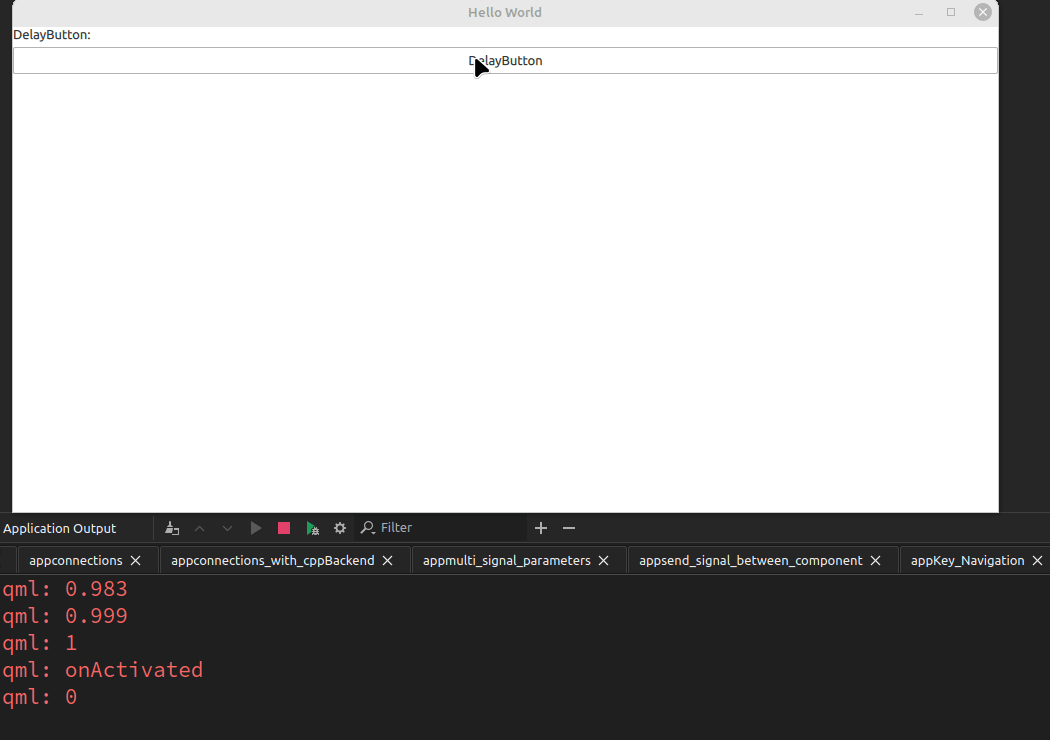 Hello World
DelayButton:
DelayButton
Application Output
Filter
appconnections
appconnections_with_cppBackend
appmulti_signal_parameters
appsend_signal_between_component
appKey_Navigation
qml: 0.983
qml: 0.999
qml: 1
qml: onActivated
qml: 0